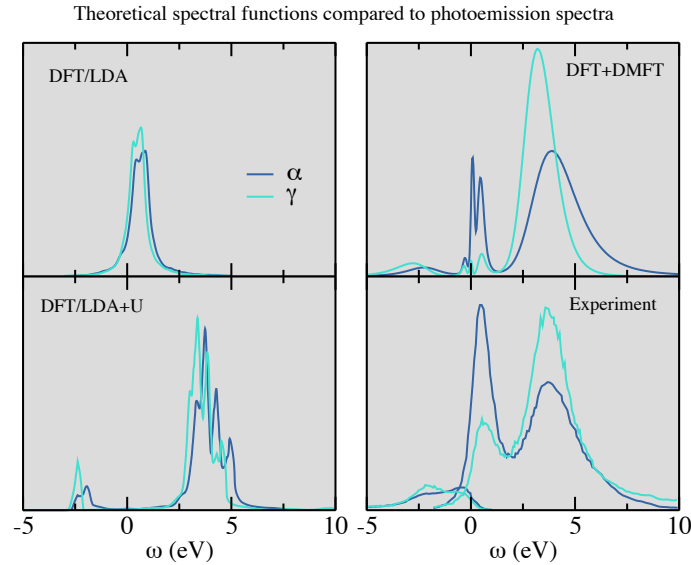 Theoretical spectral functions compared to photoemission spectra
DFT/LDA
α
γ
DFT+DMFT
DFT/LDA+U
Experiment
-5 0 5 10
ω (eV)
-5 0 5 10
ω (eV)